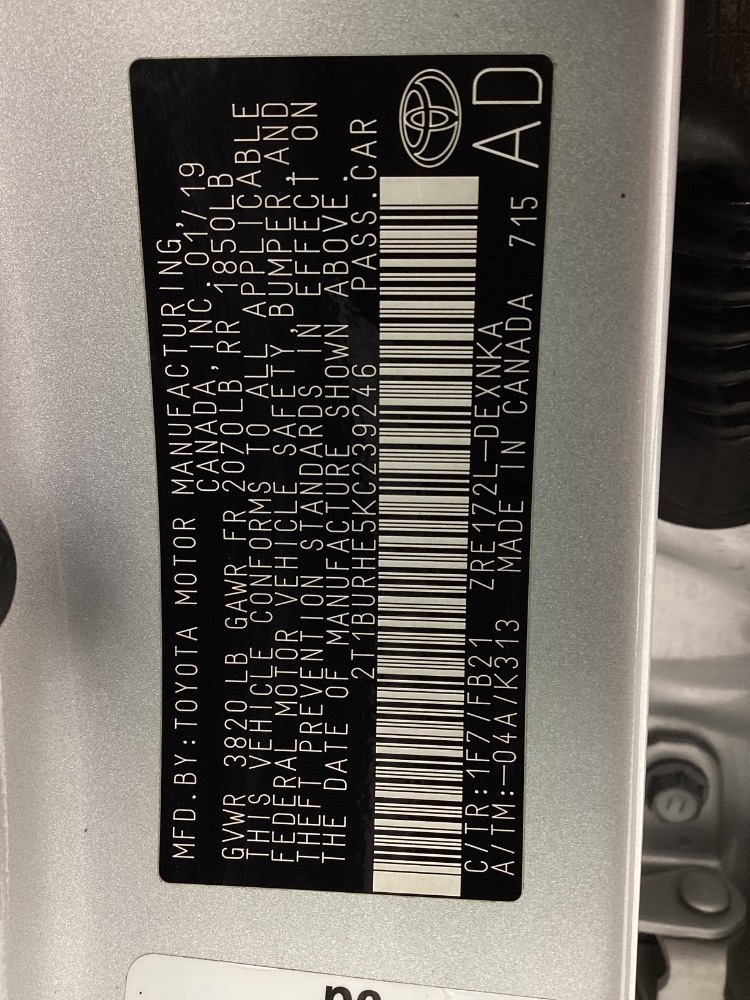 MFD.BY:TOYOTA MOTOR MANUFACTURING,
CANADA,INC. 01/19
GVWR 3820LB GAWR FR 2070LB,RR 1850LB
THIS VEHICLE CONFORMS TO ALL APPLICABLE
FEDERAL MOTOR VEHICLE SAFETY,BUMPER,AND
THEFT PREVENTION STANDARDS IN EFFECT ON
THE DATE OF MANUFACTURE SHOWN ABOVE.
2T1BURHE5KC239246 PASS.CAR
C/TR:1F7/FB21 ZRE172L-DEXNKA
A/TM:-04A/K313 MADE IN CANADA 715
AD